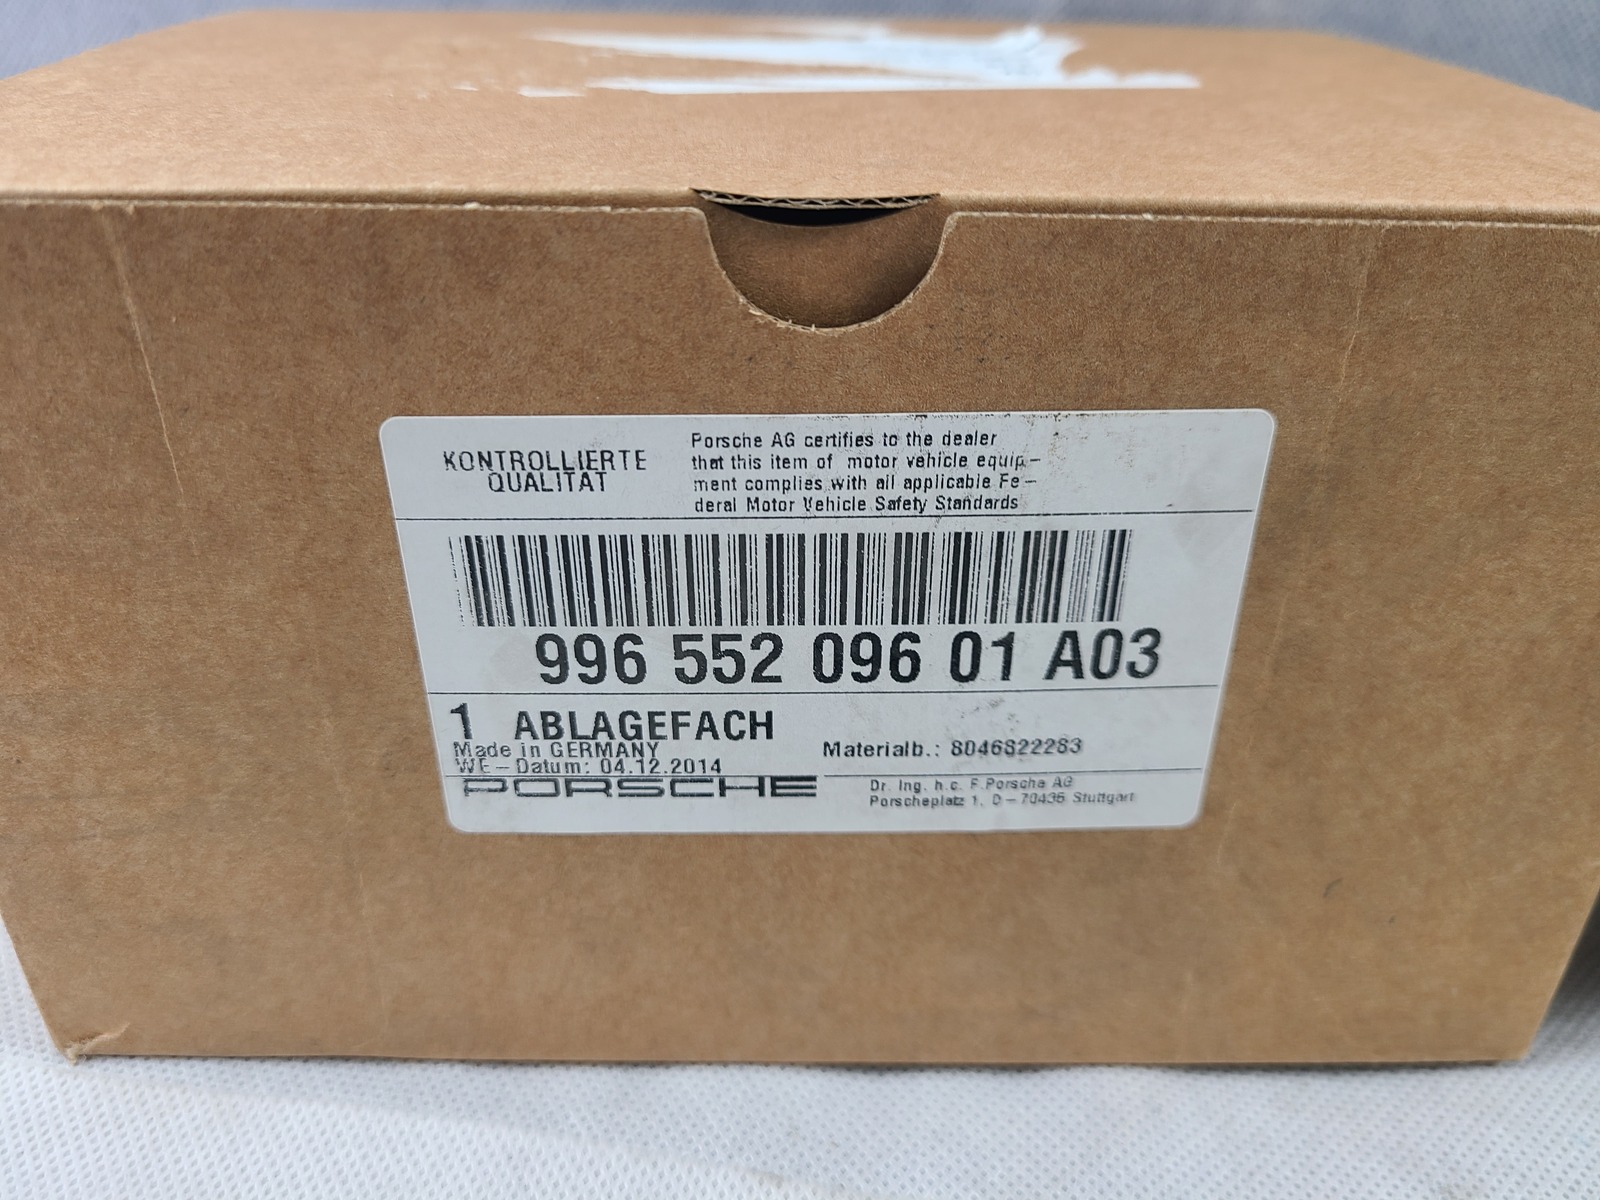 KONTROLLIERTE
QUALITÄT
Porsche AG certifies to the dealer
that this item of motor vehicle equip-
ment complies with all applicable Fe-
deral Motor Vehicle Safety Standards
996 552 096 01 A03
1 ABLAGEFACH
Made in GERMANY
WE-Datum: 04.12.2014
Materialb.: 8046822283
PORSCHE
Dr. Ing. h.c. F.Porsche AG
Porscheplatz 1, D-70435 Stuttgart